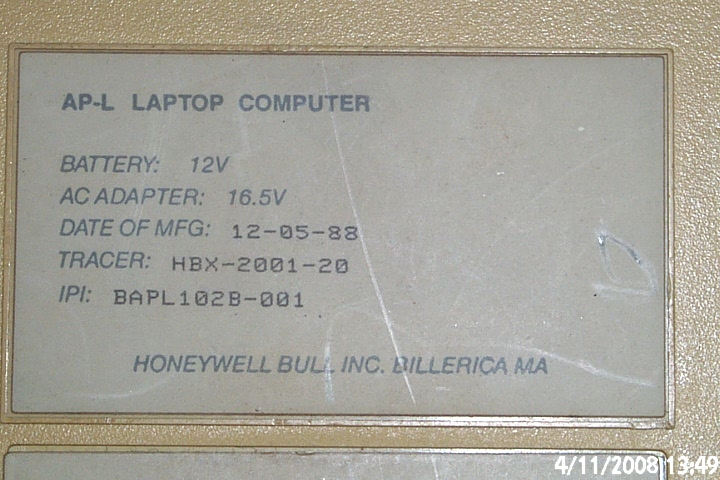 AP-L LAPTOP COMPUTER
BATTERY: 12V
AC ADAPTER: 16.5V
DATE OF MFG: 12-05-88
TRACER: HBX-2001-20
IPI: BAPL102B-001
HONEYWELL BULL INC. BILLERICA MA
4/11/2008 13:49